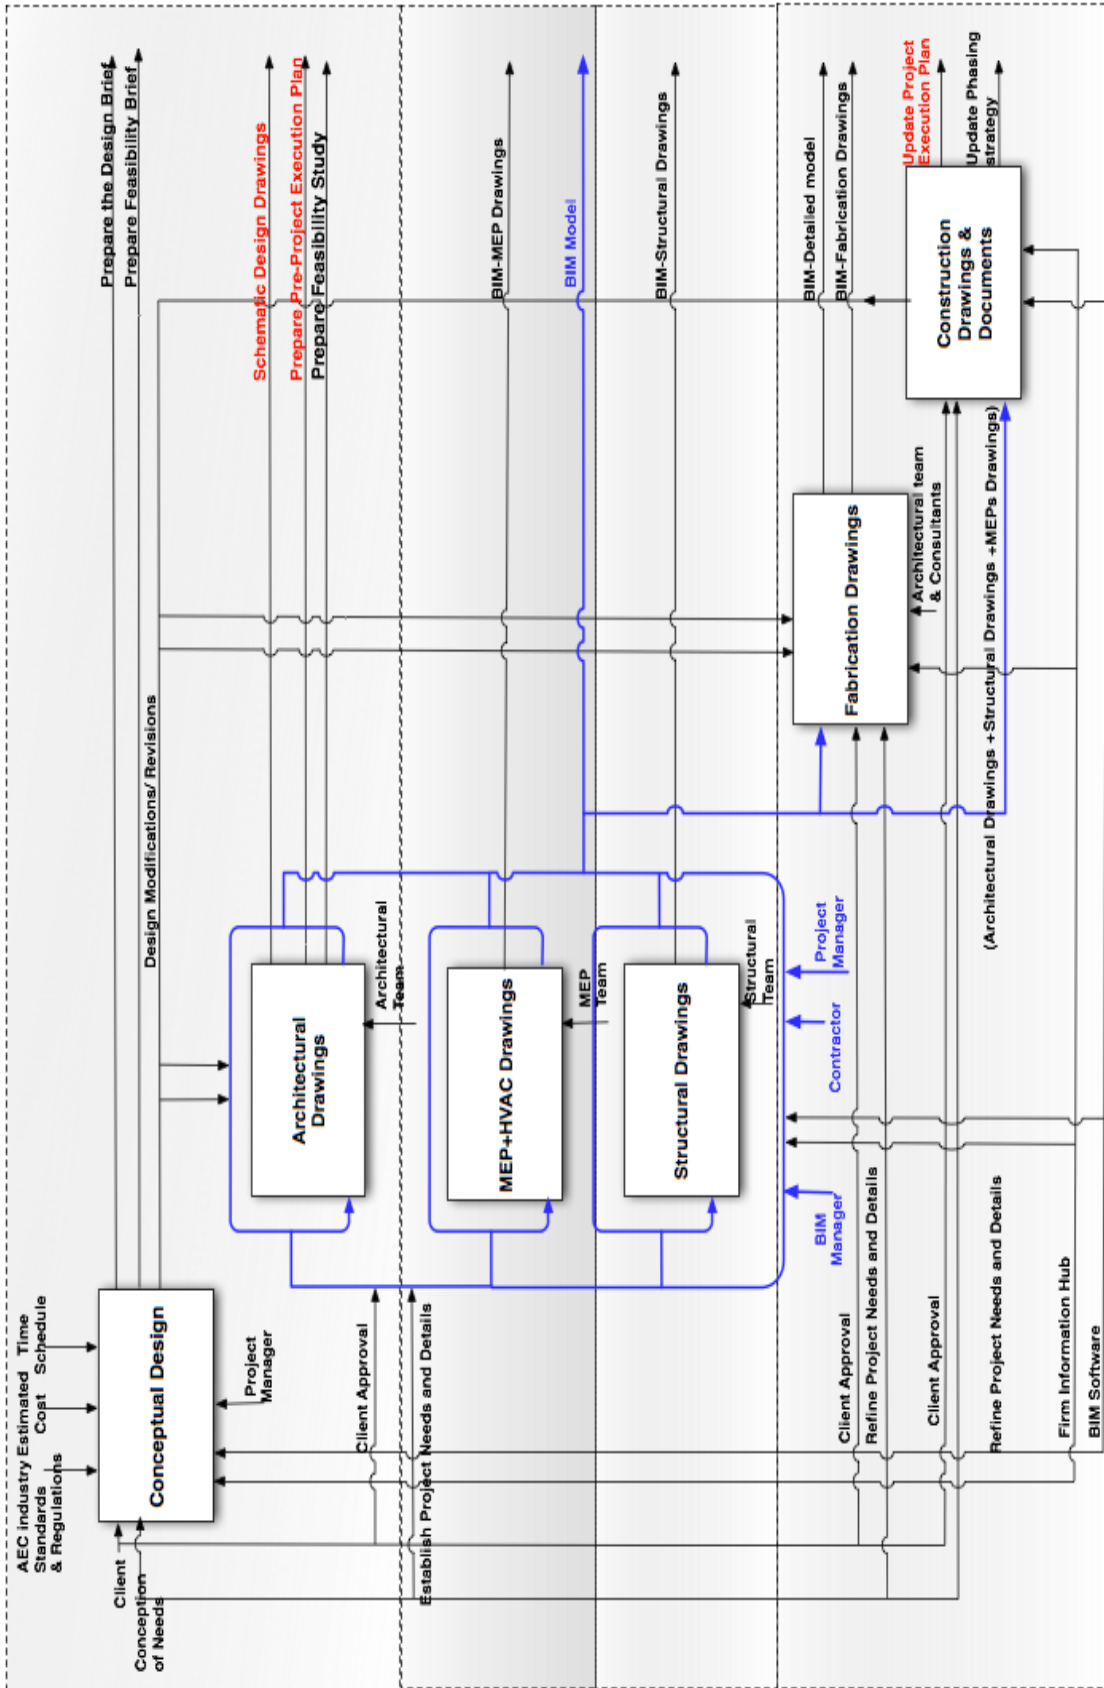 AEC industry
Standards
& Regulations
Estimated
Cost
Time
Schedule
Client
Conception
of Needs
Conceptual Design
Project
Manager
Prepare the Design Brief
Prepare Feasibility Brief
Design Modifications/ Revisions
Schematic Design Drawings
Prepare Pre-Project Execution Plan
Prepare Feasibility Study
Client Approval
Establish Project Needs and Details
Architectural
Drawings
Architectural
Team
MEP+HVAC Drawings
MEP
Team
BIM-MEP Drawings
BIM Model
Structural Drawings
Structural
Team
BIM-Structural Drawings
BIM
Manager
Contractor
Project
Manager
Client Approval
Refine Project Needs and Details
Fabrication Drawings
Architectural team
& Consultants
BIM-Detailed model
BIM-Fabrication Drawings
Client Approval
Refine Project Needs and Details
(Architectural Drawings +Structural Drawings +MEPs Drawings)
Construction
Drawings &
Documents
Update Project
Execution Plan
Update Phasing
strategy
Firm Information Hub
BIM Software